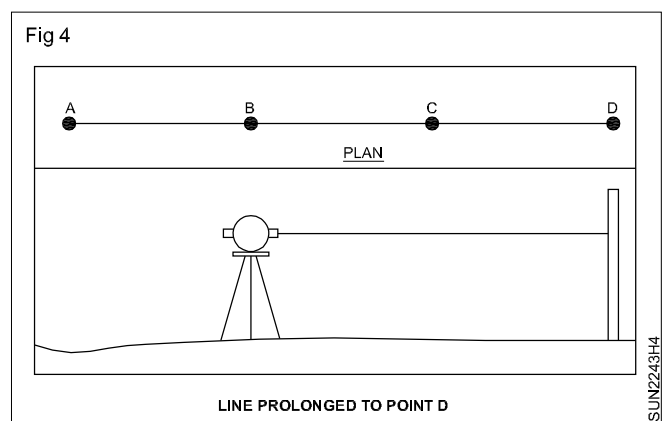 Fig 4
A B C D
PLAN
LINE PROLONGED TO POINT D
SUN2243H4